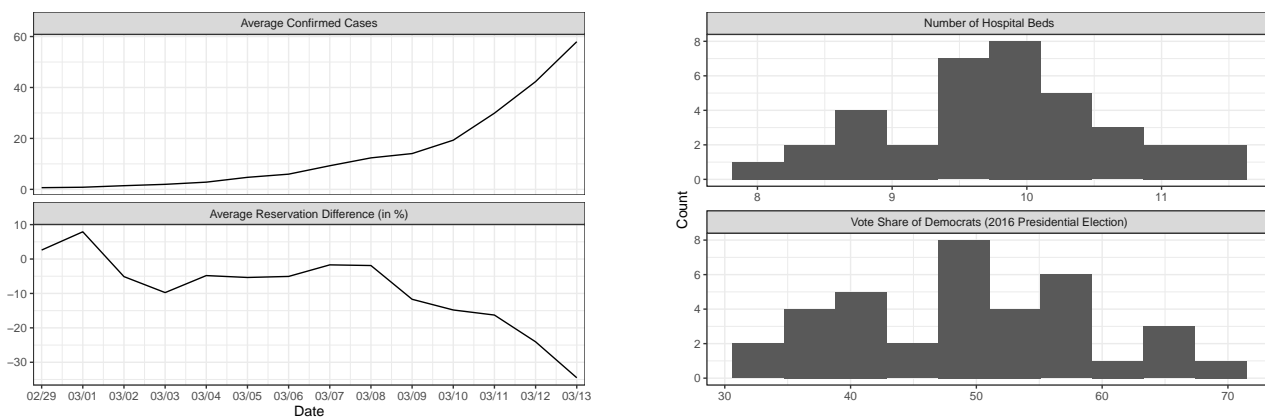 Average Confirmed Cases
60
40
20
0
Average Reservation Difference (in %)
10
0
−10
−20
−30
02/29 03/01 03/02 03/03 03/04 03/05 03/06 03/07 03/08 03/09 03/10 03/11 03/12 03/13
Date
Number of Hospital Beds
8
6
4
2
0
8 9 10 11
Count
Vote Share of Democrats (2016 Presidential Election)
8
6
4
2
0
30 40 50 60 70